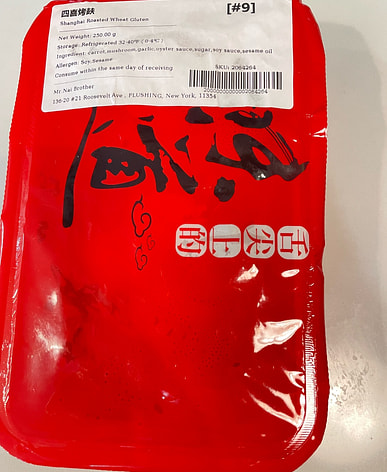 四喜烤麸
[#9]
Shanghai Roasted Wheat Gluten
Net Weight: 250.00 g
Storage: Refrigerated 32-40°F ( 0-4°C )
Ingredient: carrot,mushroom,garlic,oyster sauce,sugar,soy sauce,sesame oil
Allergen: Soy,Sesame
Consume within the same day of receiving
SKU: 2064264
Mr. Nai Brother
136-20 #21 Roosevelt Ave , FLUSHING, New York, 11354
舌尖上的